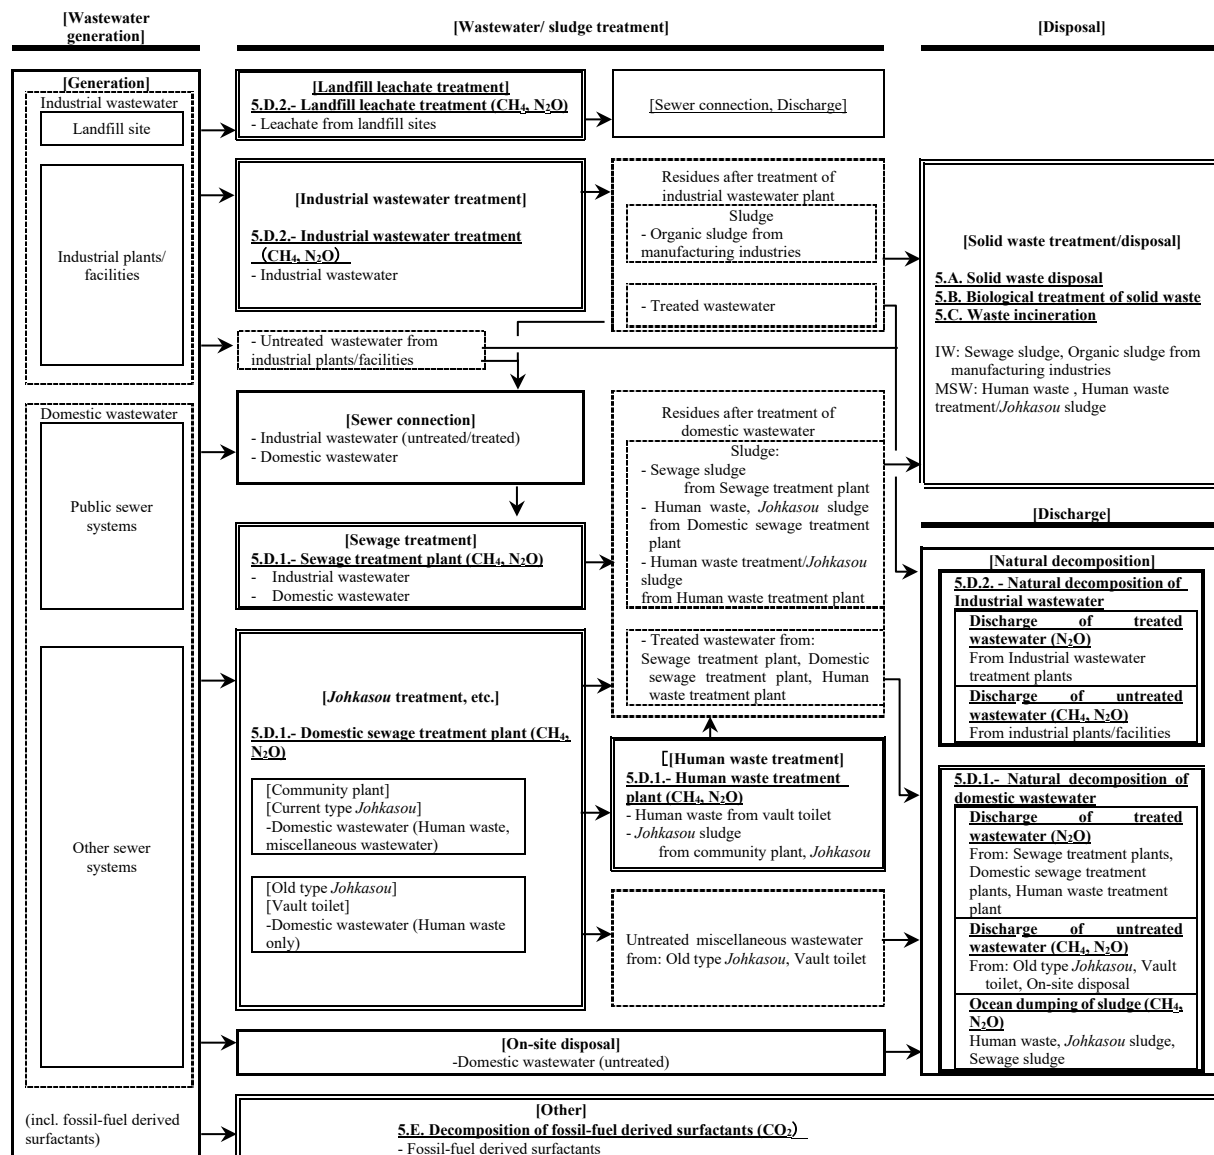 [Wastewater
generation]
[Wastewater/ sludge treatment]
[Disposal]
[Generation]
Industrial wastewater
Landfill site
Industrial plants/
facilities
Domestic wastewater
Public sewer
systems
Other sewer
systems
(incl. fossil-fuel derived
surfactants)
[Landfill leachate treatment]
5.D.2.- Landfill leachate treatment (CH₄, N₂O)
- Leachate from landfill sites
[Sewer connection, Discharge]
[Industrial wastewater treatment]
5.D.2.- Industrial wastewater treatment
（CH₄, N₂O）
- Industrial wastewater
Residues after treatment of
industrial wastewater plant
Sludge
- Organic sludge from
manufacturing industries
- Treated wastewater
- Untreated wastewater from
industrial plants/facilities
[Sewer connection]
- Industrial wastewater (untreated/treated)
- Domestic wastewater
[Sewage treatment]
5.D.1.- Sewage treatment plant (CH₄, N₂O)
- Industrial wastewater
- Domestic wastewater
Residues after treatment of
domestic wastewater
Sludge:
- Sewage sludge
from Sewage treatment plant
- Human waste, Johkasou sludge
from Domestic sewage treatment
plant
- Human waste treatment/Johkasou
sludge
from Human waste treatment plant
- Treated wastewater from:
Sewage treatment plant, Domestic
sewage treatment plant, Human
waste treatment plant
[Johkasou treatment, etc.]
5.D.1.- Domestic sewage treatment plant (CH₄,
N₂O)
[Community plant]
[Current type Johkasou]
-Domestic wastewater (Human waste,
miscellaneous wastewater)
[Old type Johkasou]
[Vault toilet]
-Domestic wastewater (Human waste
only)
［[Human waste treatment]
5.D.1.- Human waste treatment
plant (CH₄, N₂O)
- Human waste from vault toilet
- Johkasou sludge
from community plant, Johkasou
Untreated miscellaneous wastewater
from: Old type Johkasou, Vault toilet
[On-site disposal]
-Domestic wastewater (untreated)
[Other]
5.E. Decomposition of fossil-fuel derived surfactants (CO₂）
- Fossil-fuel derived surfactants
[Solid waste treatment/disposal]
5.A. Solid waste disposal
5.B. Biological treatment of solid waste
5.C. Waste incineration
IW: Sewage sludge, Organic sludge from
manufacturing industries
MSW: Human waste , Human waste
treatment/Johkasou sludge
[Discharge]
[Natural decomposition]
5.D.2. - Natural decomposition of
Industrial wastewater
Discharge of treated
wastewater (N₂O)
From Industrial wastewater
treatment plants
Discharge of untreated
wastewater (CH₄, N₂O)
From industrial plants/facilities
5.D.1.- Natural decomposition of
domestic wastewater
Discharge of treated
wastewater (N₂O)
From: Sewage treatment plants,
Domestic sewage treatment
plants, Human waste treatment
plant
Discharge of untreated
wastewater (CH₄, N₂O)
From: Old type Johkasou, Vault
toilet, On-site disposal
Ocean dumping of sludge (CH₄,
N₂O)
Human waste, Johkasou sludge,
Sewage sludge